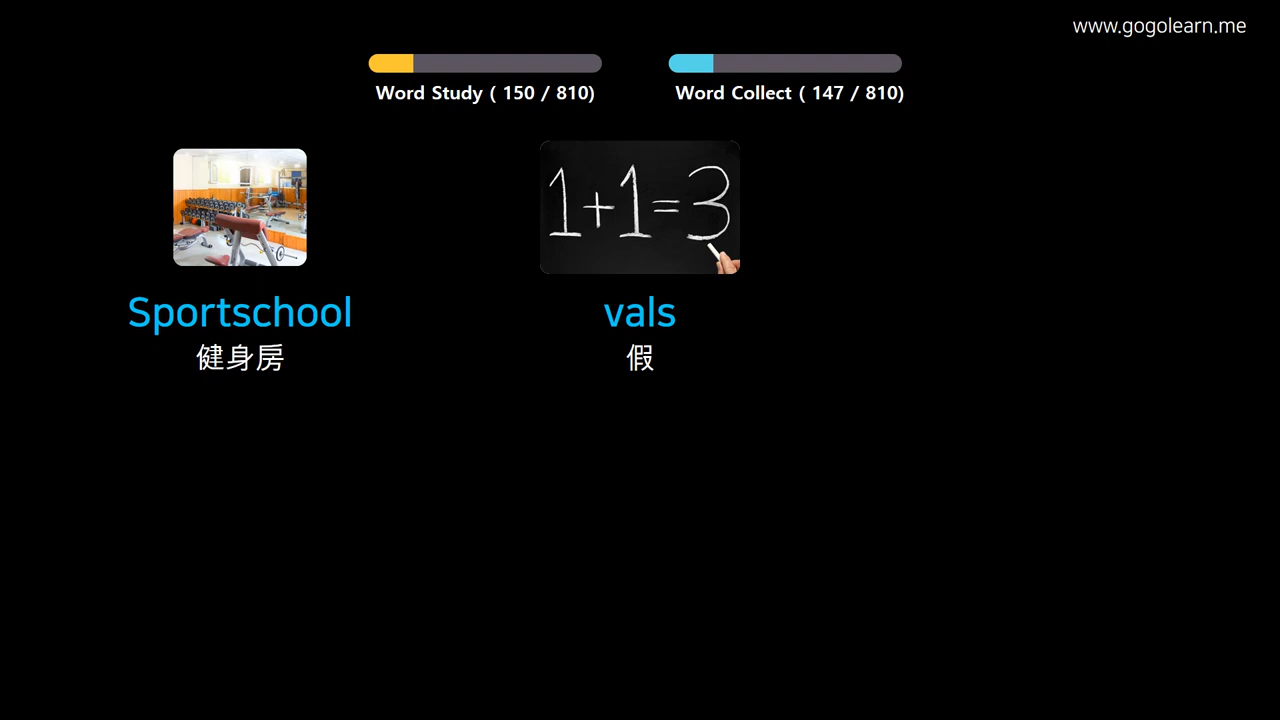 www.gogolearn.me
Word Study ( 150 / 810)
Word Collect ( 147 / 810)
1+1=3
Sportschool
vals
健身房
假